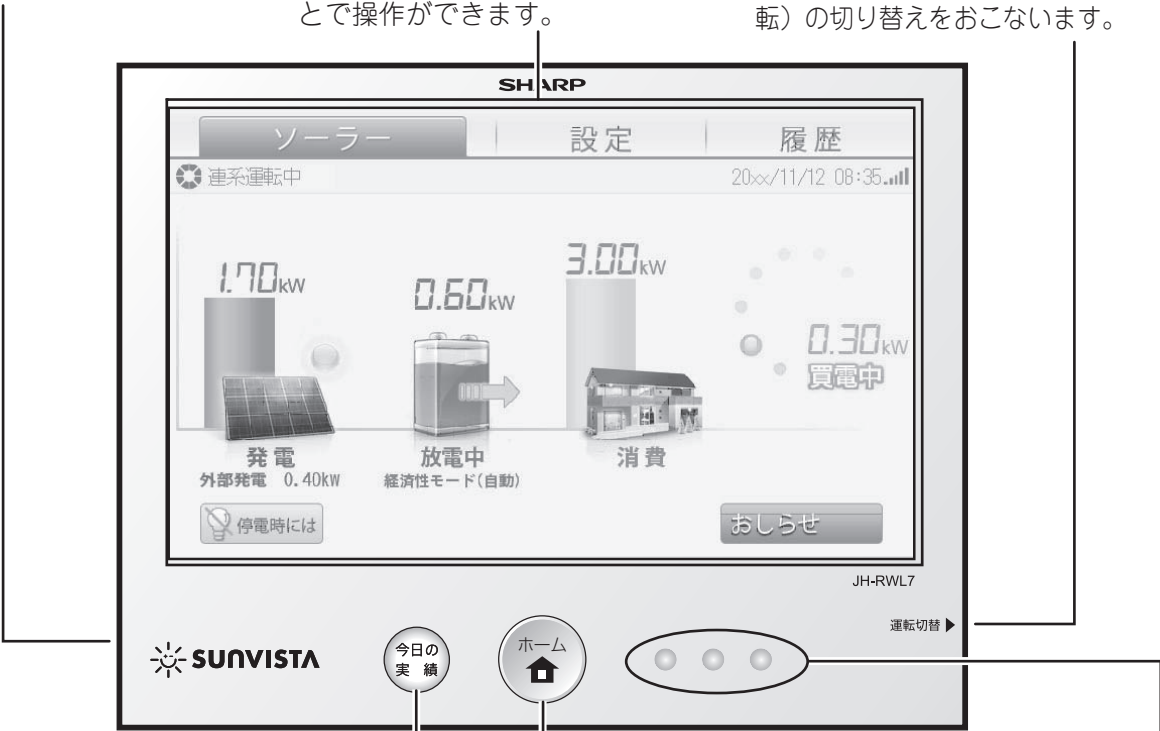 とで操作ができます。
転）の切り替えをおこないます。
SHARP
ソーラー 設定 履歴
連系運転中 20xx/11/12 08:35
1.70kW
0.60kW
3.00kW
0.30kW
買電中
発電 放電中 消費
外部発電 0.40kW 経済性モード(自動)
停電時には おしらせ
JH-RWL7
運転切替▶
SUNVISTA
今日の
実績
ホーム